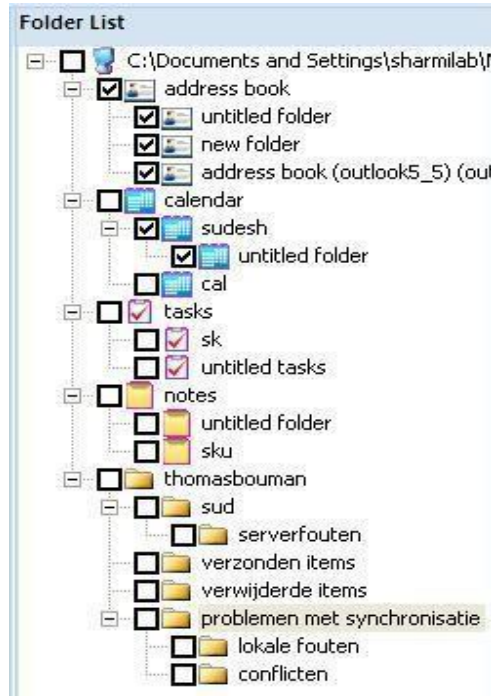 Folder List
C:\Documents and Settings\sharmilab\
address book
untitled folder
new folder
address book (outlook5_5) (out
calendar
sudesh
untitled folder
cal
tasks
sk
untitled tasks
notes
untitled folder
sku
thomasbouman
sud
serverfouten
verzonden items
verwijderde items
problemen met synchronisatie
lokale fouten
conflicten